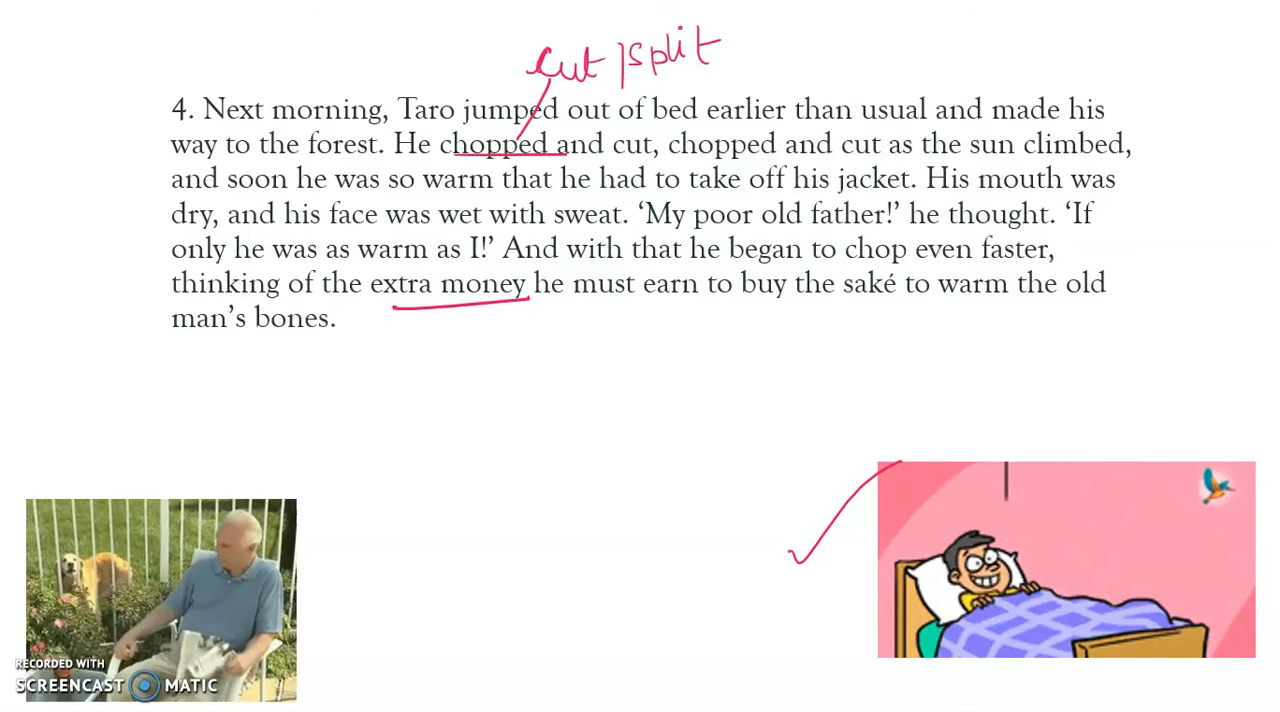 cut / split
4. Next morning, Taro jumped out of bed earlier than usual and made his
way to the forest. He chopped and cut, chopped and cut as the sun climbed,
and soon he was so warm that he had to take off his jacket. His mouth was
dry, and his face was wet with sweat. ‘My poor old father!’ he thought. ‘If
only he was as warm as I!’ And with that he began to chop even faster,
thinking of the extra money he must earn to buy the saké to warm the old
man’s bones.
RECORDED WITH
SCREENCAST MATIC